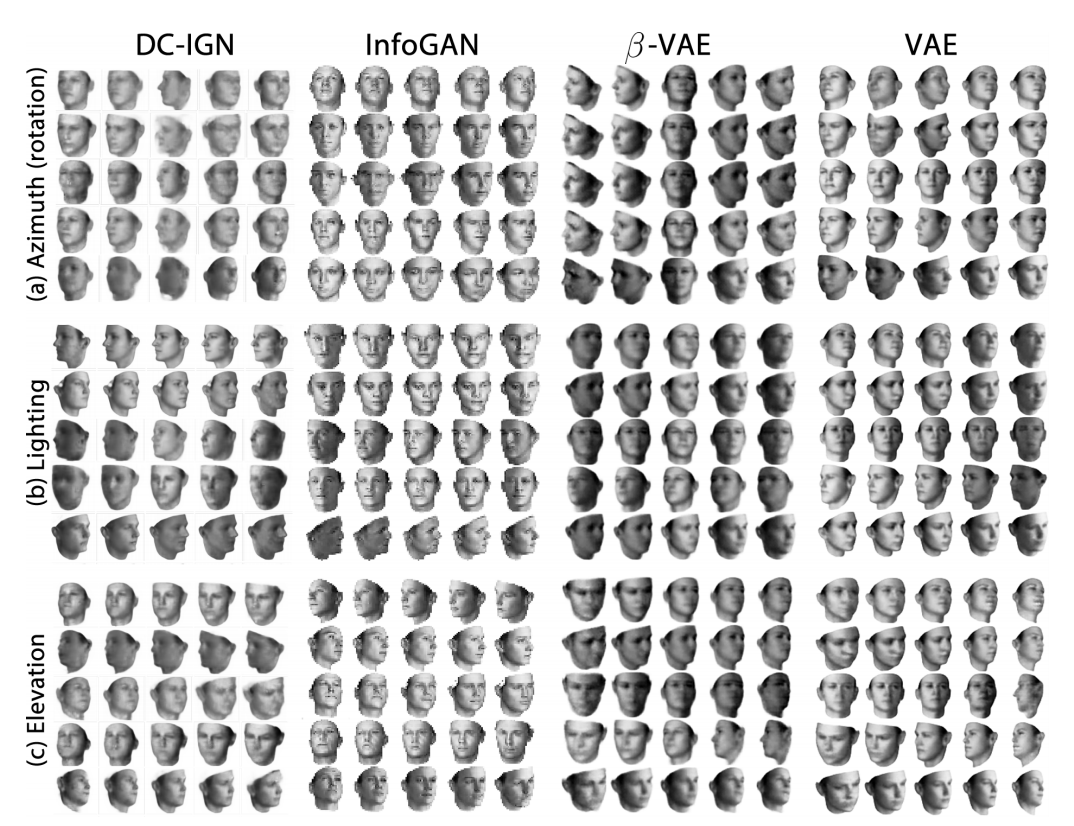 DC-IGN InfoGAN β-VAE VAE
(a) Azimuth (rotation)
(b) Lighting
(c) Elevation